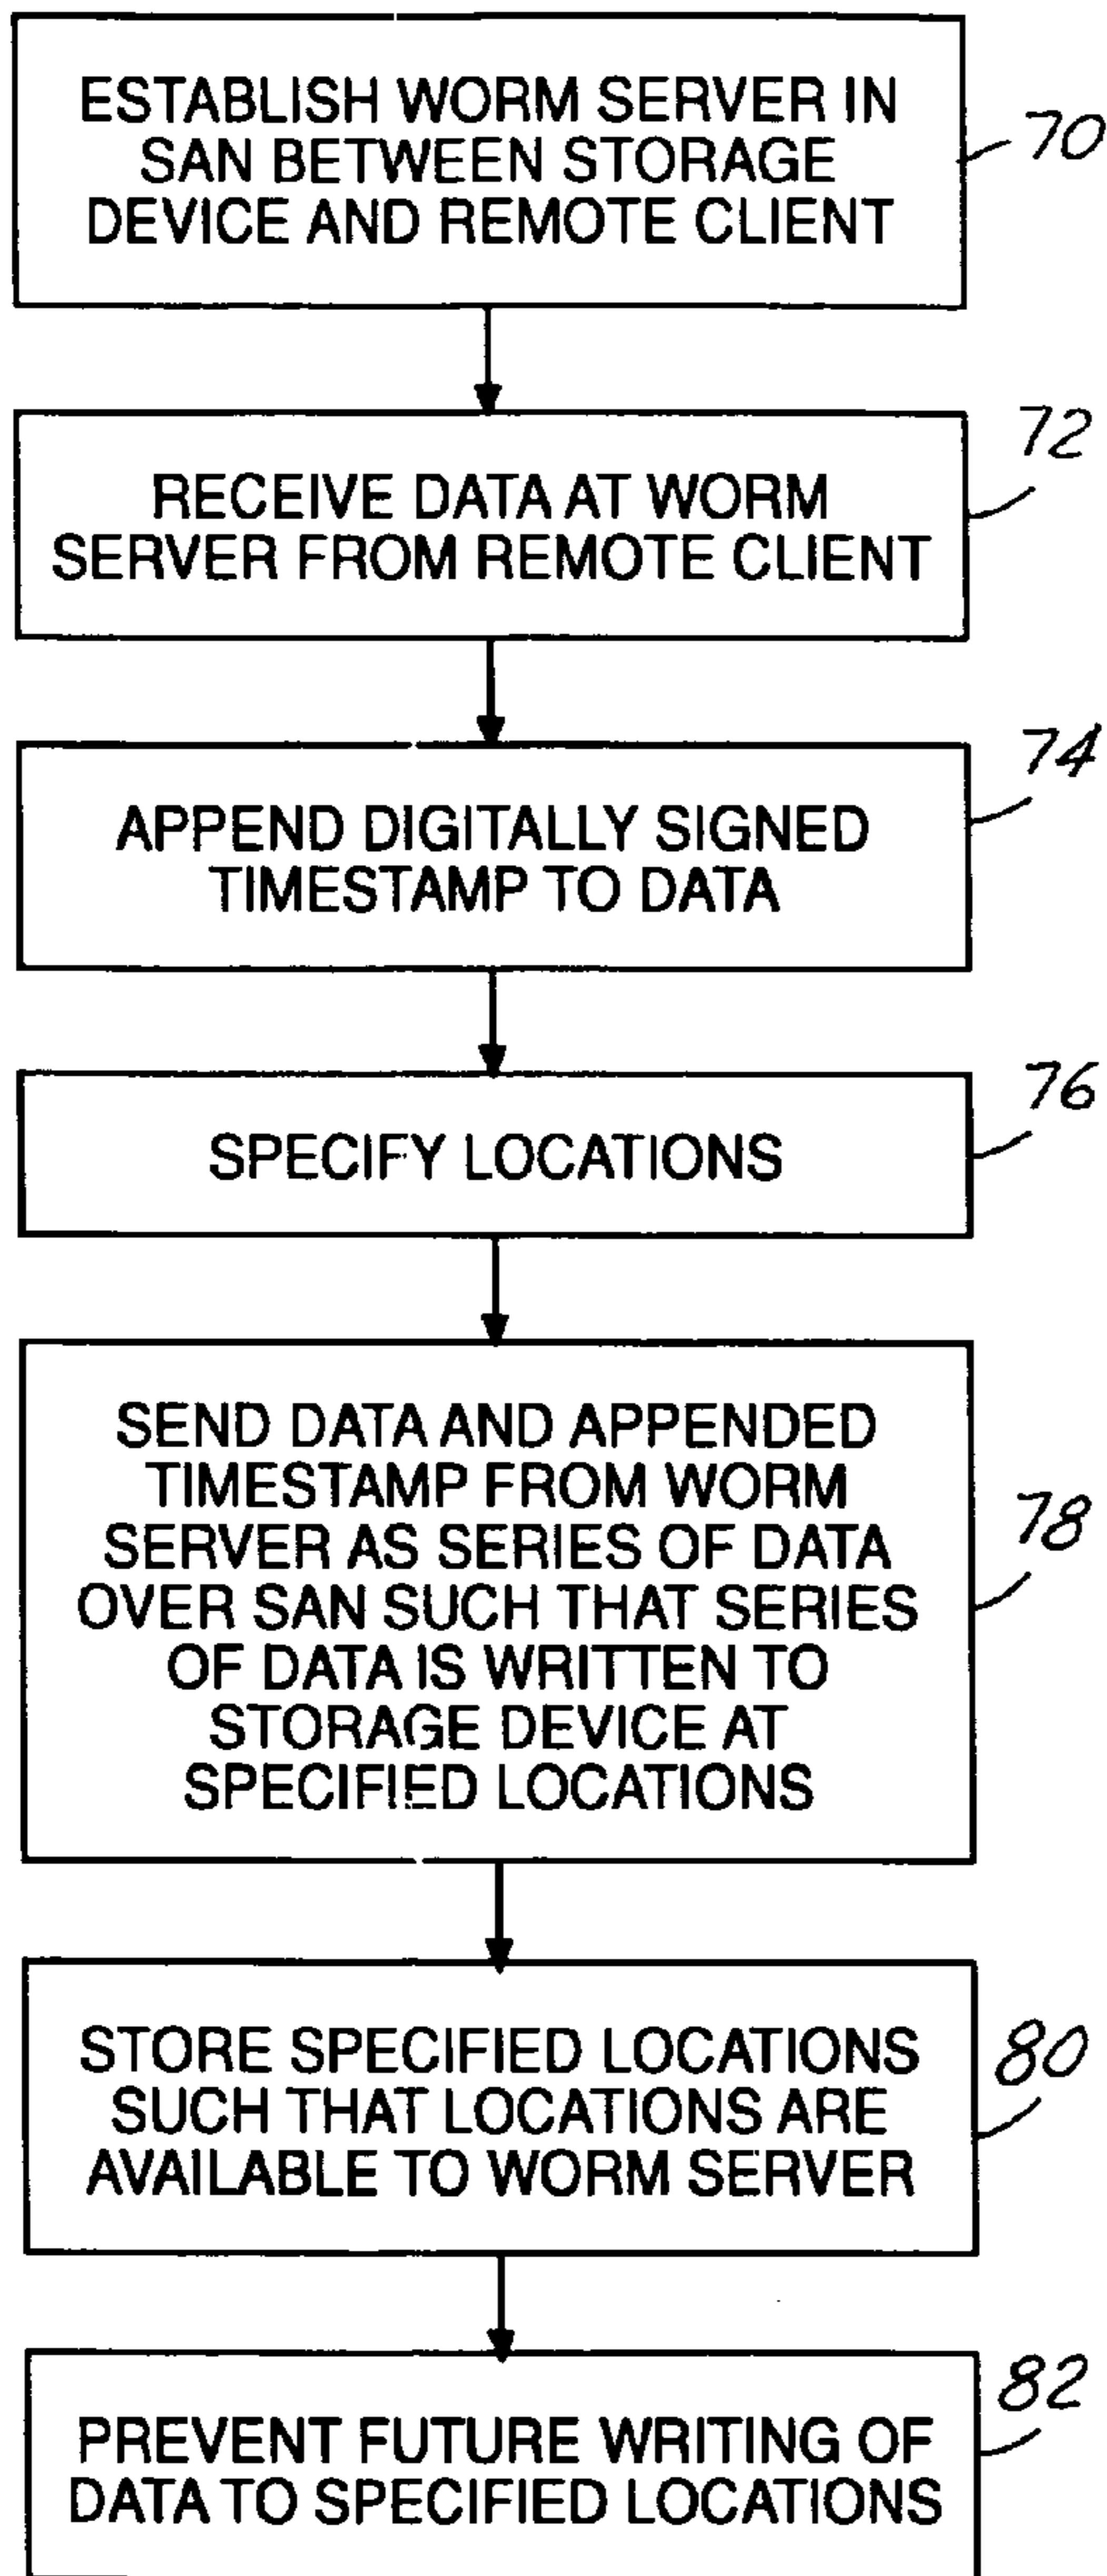 ESTABLISH WORM SERVER IN
SAN BETWEEN STORAGE
DEVICE AND REMOTE CLIENT
70
RECEIVE DATA AT WORM
SERVER FROM REMOTE CLIENT
72
APPEND DIGITALLY SIGNED
TIMESTAMP TO DATA
74
SPECIFY LOCATIONS
76
SEND DATA AND APPENDED
TIMESTAMP FROM WORM
SERVER AS SERIES OF DATA
OVER SAN SUCH THAT SERIES
OF DATA IS WRITTEN TO
STORAGE DEVICE AT
SPECIFIED LOCATIONS
78
STORE SPECIFIED LOCATIONS
SUCH THAT LOCATIONS ARE
AVAILABLE TO WORM SERVER
80
PREVENT FUTURE WRITING OF
DATA TO SPECIFIED LOCATIONS
82